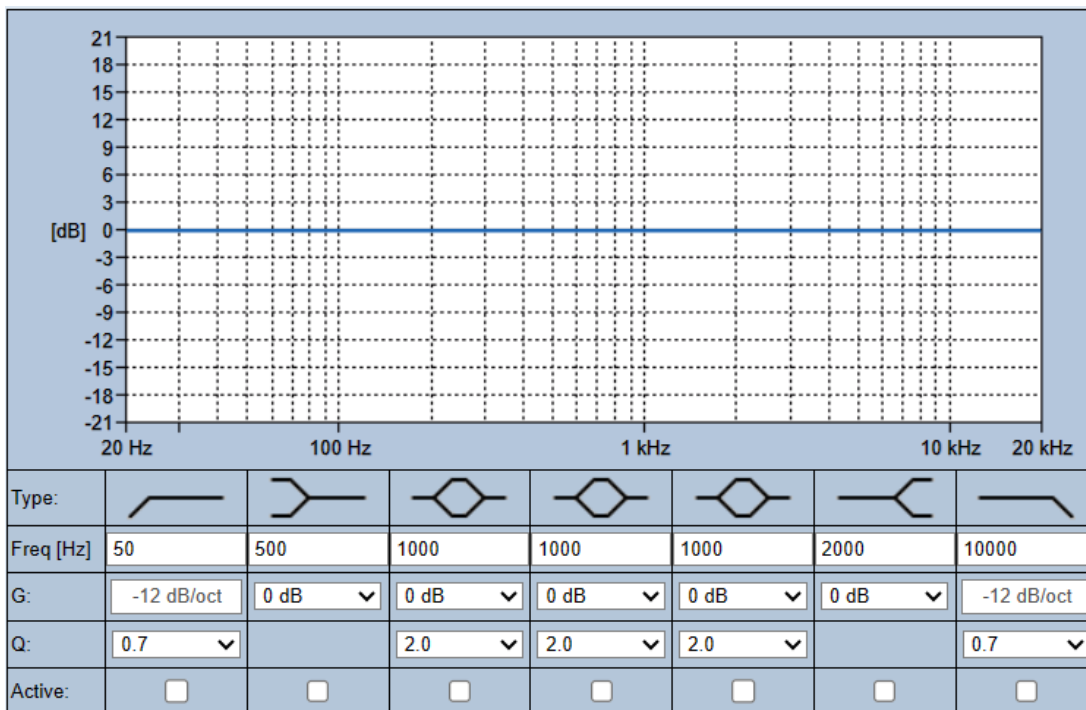 21
18
15
12
9
6
3
[dB] 0
-3
-6
-9
-12
-15
-18
-21
20 Hz 100 Hz 1 kHz 10 kHz 20 kHz
Type:
Freq [Hz] 50 500 1000 1000 1000 2000 10000
G: -12 dB/oct 0 dB 0 dB 0 dB 0 dB 0 dB -12 dB/oct
Q: 0.7 2.0 2.0 2.0 0.7
Active: